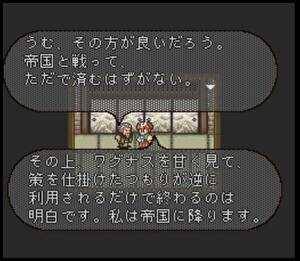 うむ、その方が良いだろう。
帝国と戦って、
ただで済むはずがない。
その上、ワグナスを甘く見て、
策を仕掛けたつもりが逆に
利用されるだけで終わるのは
明白です。私は帝国に降ります。